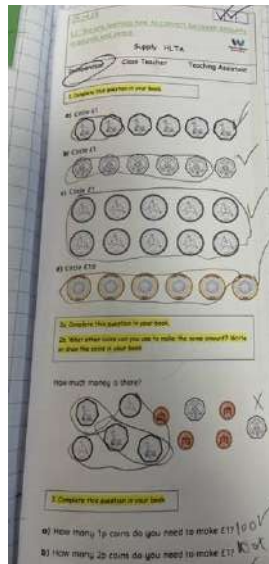 LI: 
Supply HLTA
Independent Class Teacher Teaching Assistant
1. Complete this question in your book
a) Circle £1
b) Circle £1
c) Circle £1
d) Circle £10
2a. Complete this question in your book.
2b. What other coins can you use to make the same amount? Write
or draw the coins in your book
How much money is there?
3. Complete this question in your book
a) How many 1p coins do you need to make £1? 100
b) How many 2p coins do you need to make £1?